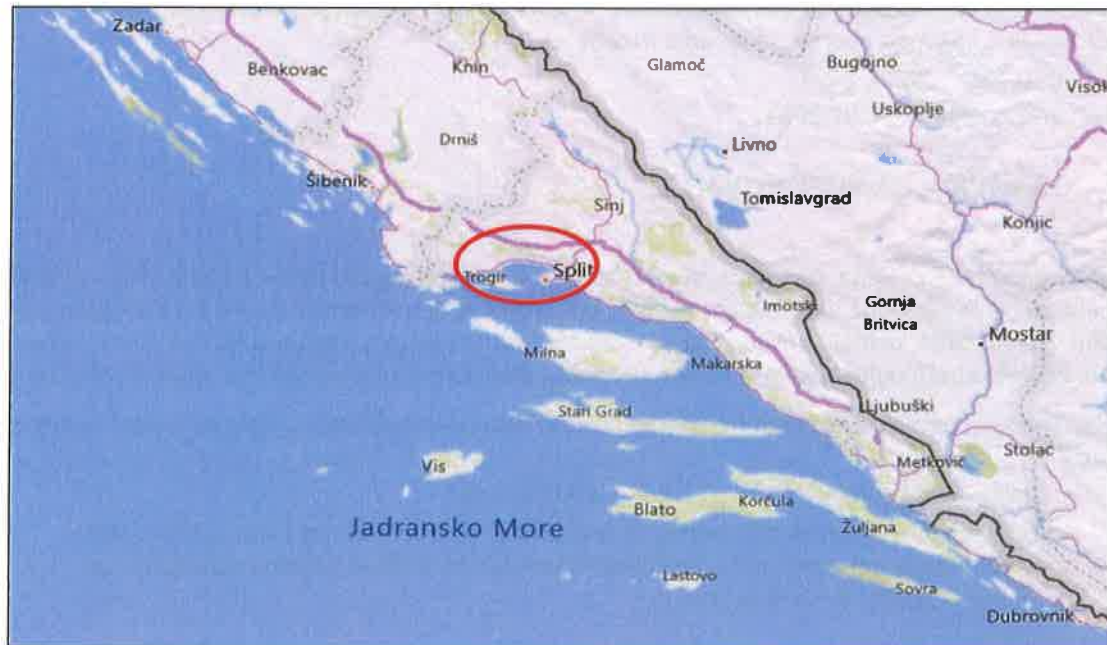 Zadar
Benkovac
Knin
Glamoč
Bugojno
Visok
Uskoplje
Drniš
Livno
Šibenik
Sinj
Tomislavgrad
Konjic
Trogir
Split
Imotski
Gornja
Britvica
Mostar
Milna
Makarska
Stari Grad
Ljubuški
Stolac
Vis
Metković
Blato
Korčula
Žuljana
Jadransko More
Lastovo
Sovra
Dubrovnik